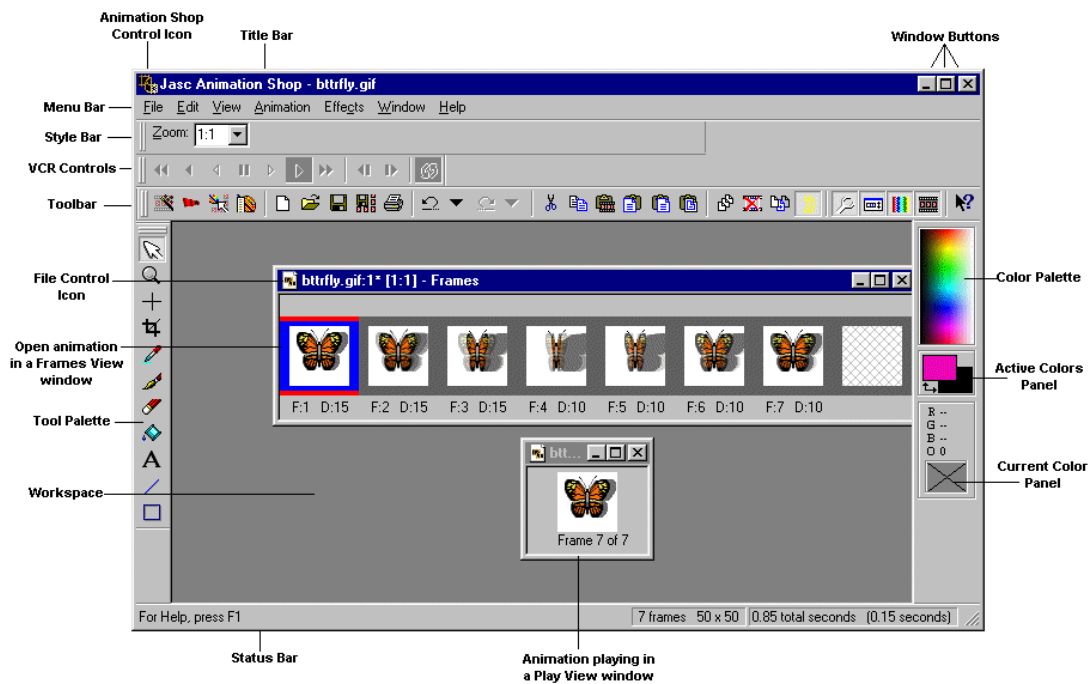 Animation Shop
Control Icon
Title Bar
Window Buttons
Jasc Animation Shop - bttrfly.gif
Menu Bar
File Edit View Animation Effects Window Help
Style Bar
Zoom: 1:1
VCR Controls
Toolbar
File Control
Icon
bttrfly.gif:1* [1:1] - Frames
Color Palette
Open animation
in a Frames View
window
Active Colors
Panel
F:1 D:15 F:2 D:15 F:3 D:15 F:4 D:10 F:5 D:10 F:6 D:10 F:7 D:10
R --
G --
B --
O 0
Tool Palette
A
btt...
Current Color
Panel
Workspace
Frame 7 of 7
For Help, press F1
7 frames 50 x 50
0.85 total seconds (0.15 seconds)
Status Bar
Animation playing in
a Play View window